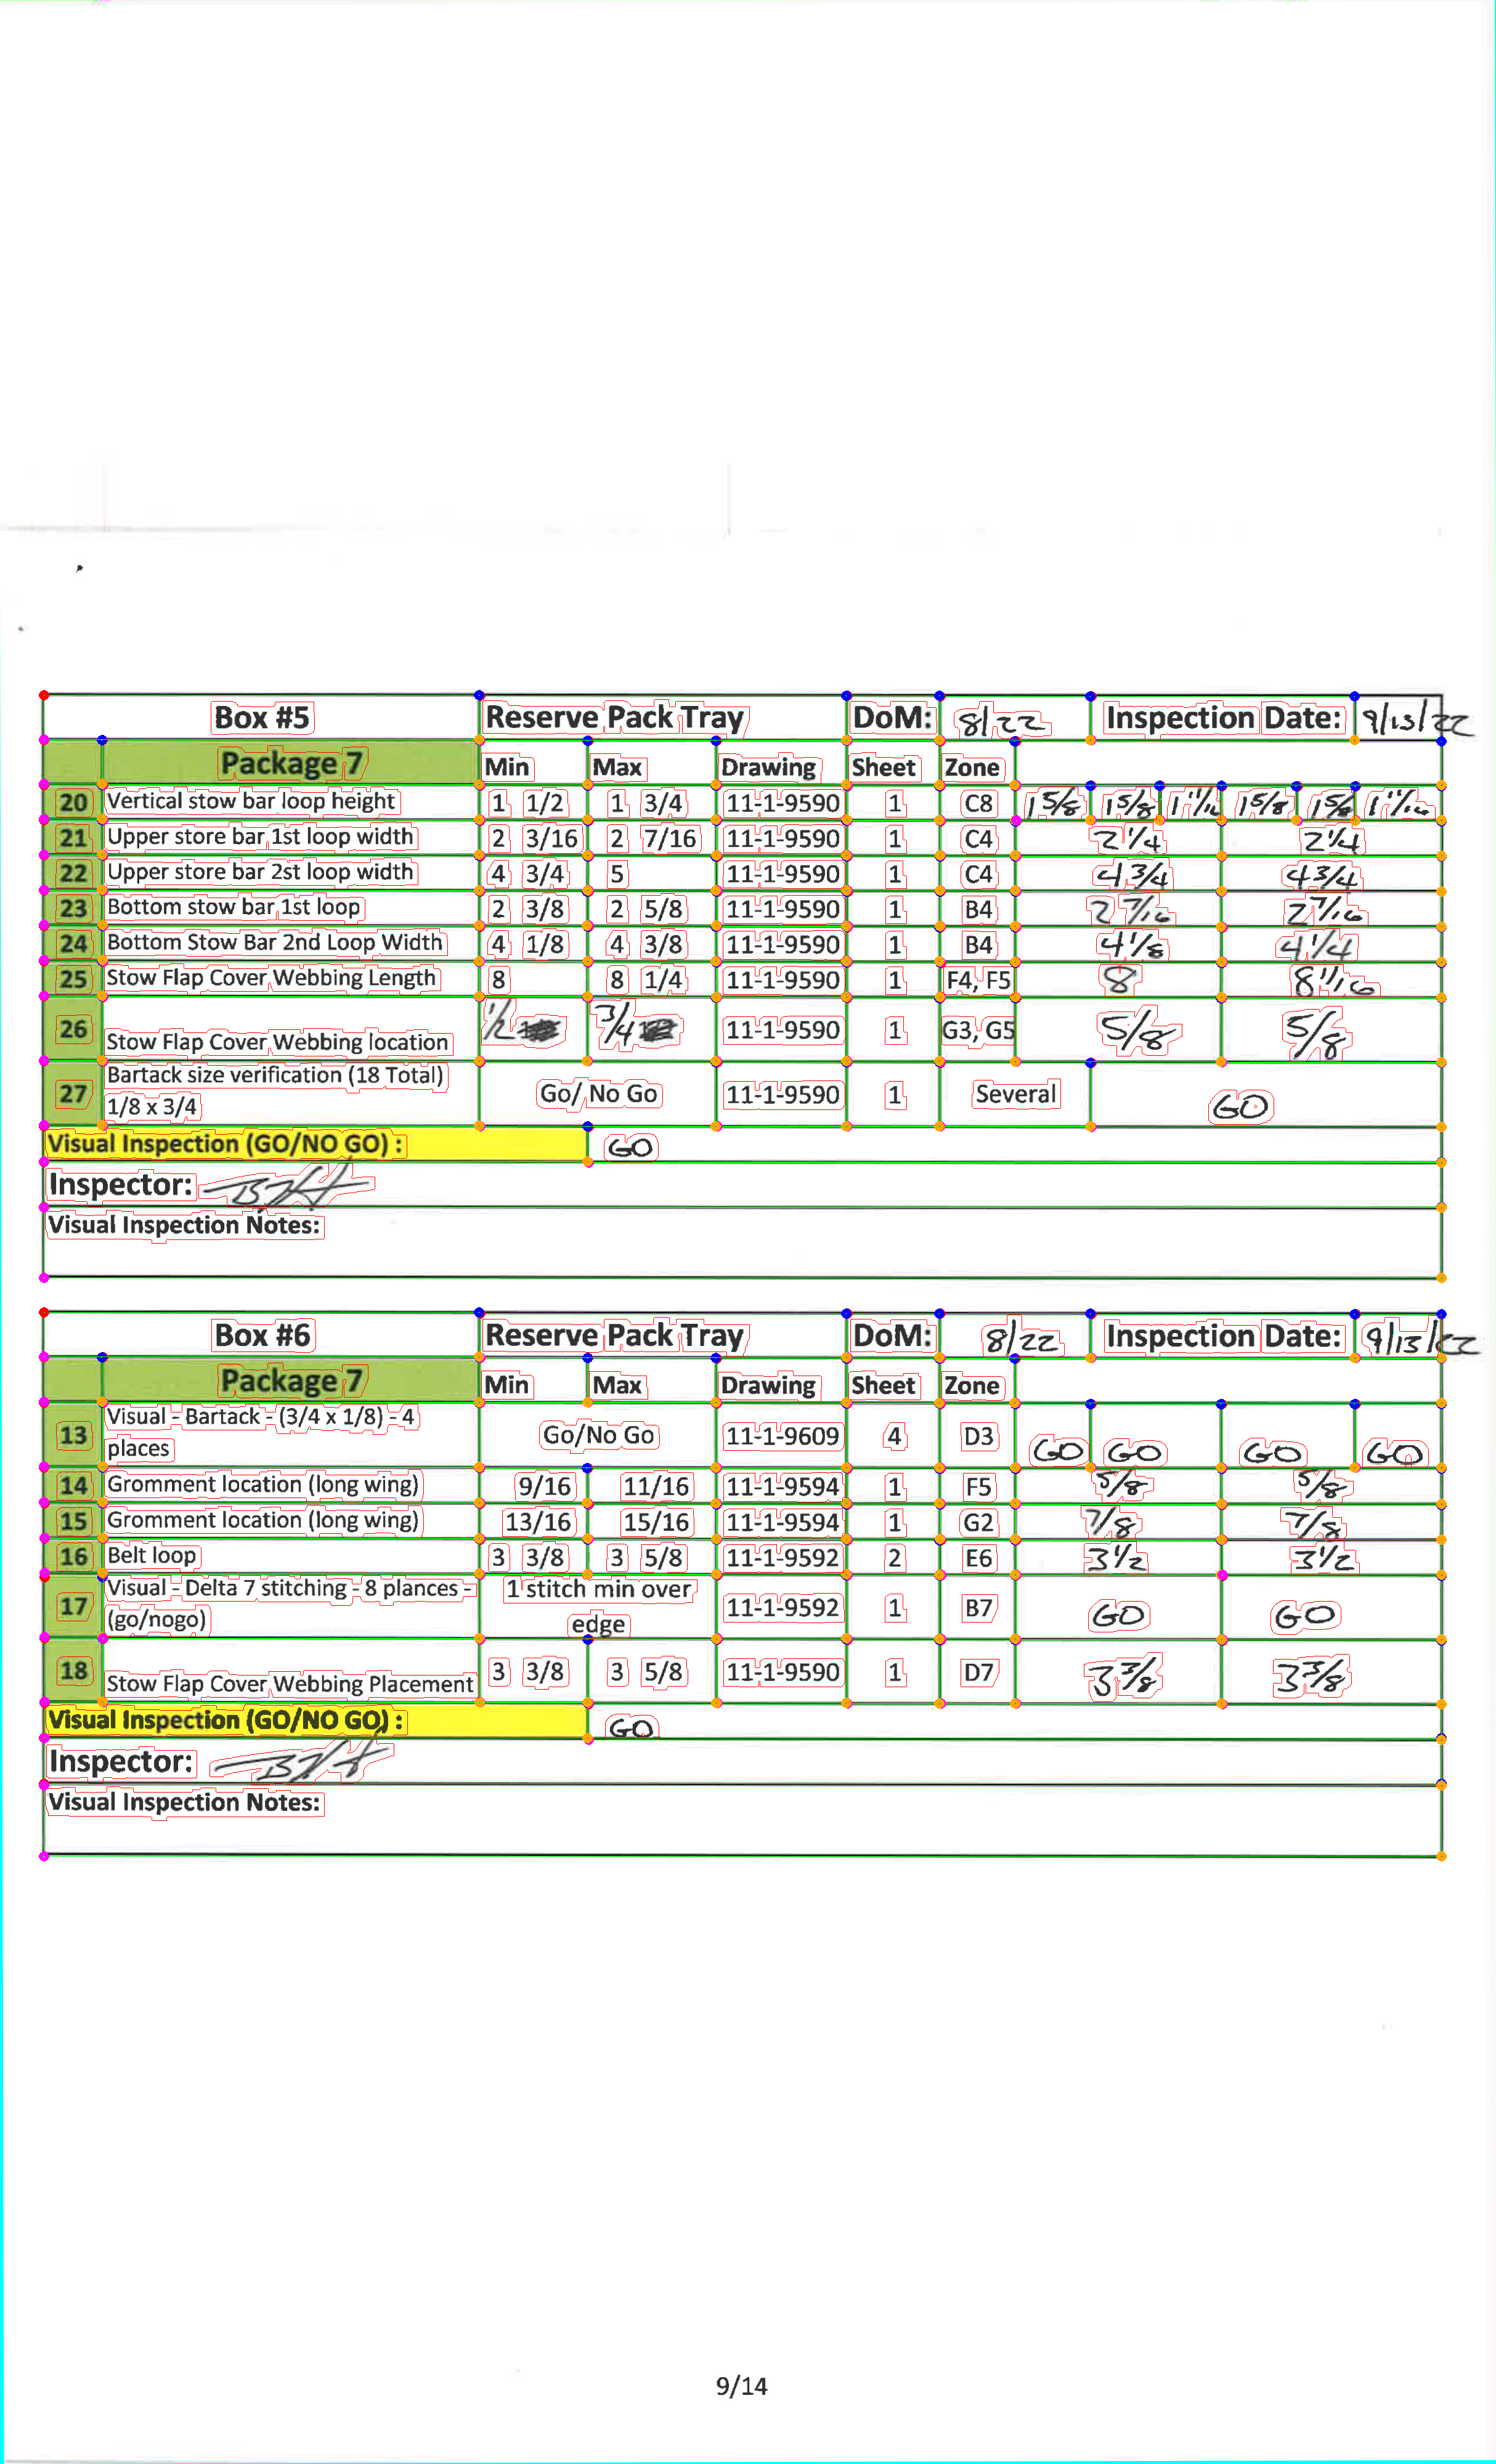 Box #5 Reserve Pack Tray DoM: 8/22 Inspection Date: 9/13/22
Package 7 Min Max Drawing Sheet Zone
20 Vertical stow bar loop height 1 1/2 1 3/4 11-1-9590 1 C8 1 5/8 1 5/8 1 11/16 1 5/8 1 5/8 1 11/16
21 Upper store bar 1st loop width 2 3/16 2 7/16 11-1-9590 1 C4 2 1/4 2 1/4
22 Upper store bar 2st loop width 4 3/4 5 11-1-9590 1 C4 4 3/4 4 3/4
23 Bottom stow bar 1st loop 2 3/8 2 5/8 11-1-9590 1 B4 2 7/16 2 7/16
24 Bottom Stow Bar 2nd Loop Width 4 1/8 4 3/8 11-1-9590 1 B4 4 1/8 4 1/4
25 Stow Flap Cover Webbing Length 8 8 1/4 11-1-9590 1 F4, F5 8 8 1/16
26 Stow Flap Cover Webbing location 1/2 3/4 11-1-9590 1 G3, G5 5/8 5/8
27 Bartack size verification (18 Total) 1/8 x 3/4 Go/ No Go 11-1-9590 1 Several GO
Visual Inspection (GO/NO GO) : GO
Inspector:
Visual Inspection Notes:
Box #6 Reserve Pack Tray DoM: 8/22 Inspection Date: 9/13/22
Package 7 Min Max Drawing Sheet Zone
13 Visual - Bartack - (3/4 x 1/8) - 4 places Go/No Go 11-1-9609 4 D3 GO GO GO GO
14 Gromment location (long wing) 9/16 11/16 11-1-9594 1 F5 5/8 5/8
15 Gromment location (long wing) 13/16 15/16 11-1-9594 1 G2 7/8 7/8
16 Belt loop 3 3/8 3 5/8 11-1-9592 2 E6 3 1/2 3 1/2
17 Visual - Delta 7 stitching - 8 plances - (go/nogo) 1 stitch min over edge 11-1-9592 1 B7 GO GO
18 Stow Flap Cover Webbing Placement 3 3/8 3 5/8 11-1-9590 1 D7 3 3/8 3 3/8
Visual Inspection (GO/NO GO) : GO
Inspector:
Visual Inspection Notes:
9/14